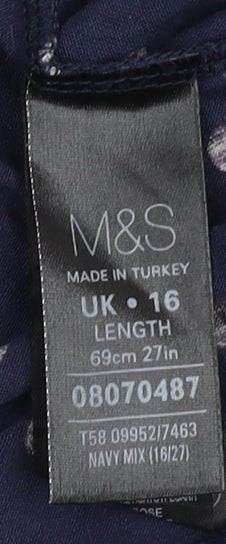 M&S
MADE IN TURKEY
UK • 16
LENGTH
69cm 27in
08070487
T58 09952/7463
NAVY MIX (16/27)